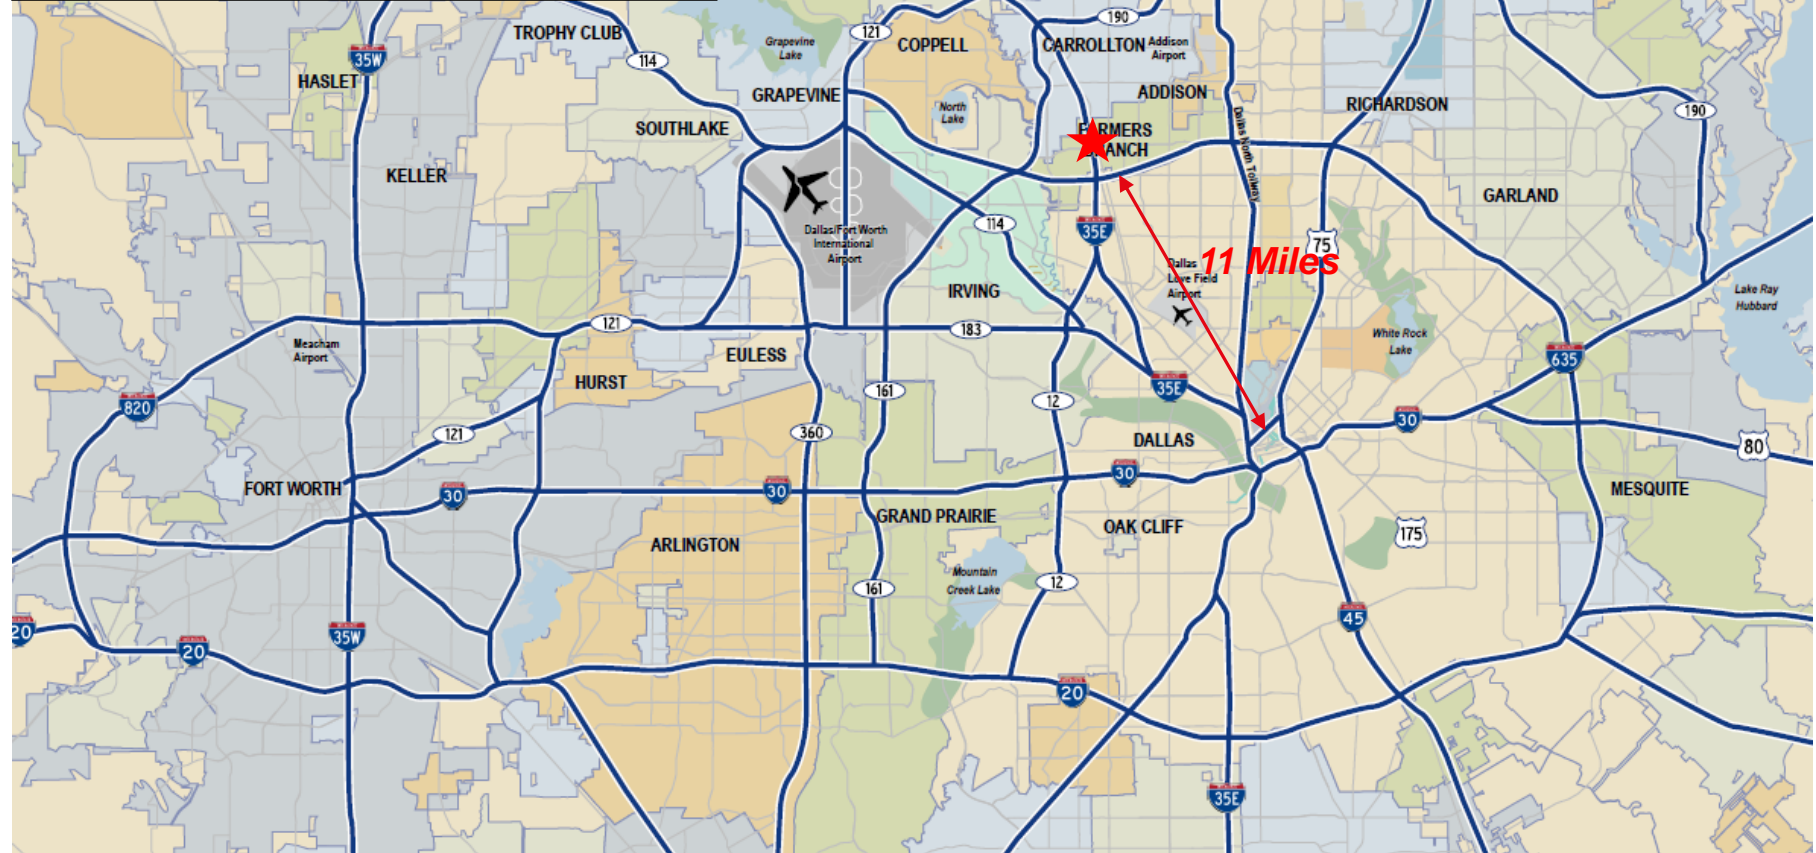 190
121
TROPHY CLUB
COPPELL
CARROLLTON
Addison
Airport
Grapevine
Lake
35W
114
HASLET
GRAPEVINE
ADDISON
RICHARDSON
190
North
Lake
SOUTHLAKE
FARMERS
BRANCH
Dallas North Tollway
KELLER
GARLAND
Dallas/Fort Worth
International
Airport
114
35E
75
11 Miles
Dallas
Love Field
Airport
IRVING
Lake Ray
Hubbard
121
183
Meacham
Airport
White Rock
Lake
EULESS
635
HURST
161
35E
820
12
30
121
360
DALLAS
80
30
30
30
FORT WORTH
MESQUITE
GRAND PRAIRIE
OAK CLIFF
175
ARLINGTON
Mountain
Creek Lake
161
12
45
20
35W
20
20
35E